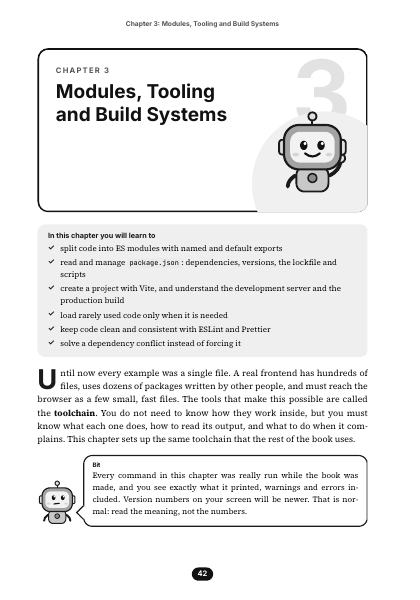 Chapter 3: Modules, Tooling and Build Systems
3
CHAPTER 3
Modules, Tooling
and Build Systems
In this chapter you will learn to
✓ split code into ES modules with named and default exports
✓ read and manage package.json : dependencies, versions, the lockfile and
scripts
✓ create a project with Vite, and understand the development server and the
production build
✓ load rarely used code only when it is needed
✓ keep code clean and consistent with ESLint and Prettier
✓ solve a dependency conflict instead of forcing it
Until now every example was a single file. A real frontend has hundreds of
files, uses dozens of packages written by other people, and must reach the
browser as a few small, fast files. The tools that make this possible are called
the toolchain. You do not need to know how they work inside, but you must
know what each one does, how to read its output, and what to do when it com-
plains. This chapter sets up the same toolchain that the rest of the book uses.
Bit
Every command in this chapter was really run while the book was
made, and you see exactly what it printed, warnings and errors in-
cluded. Version numbers on your screen will be newer. That is nor-
mal: read the meaning, not the numbers.
42